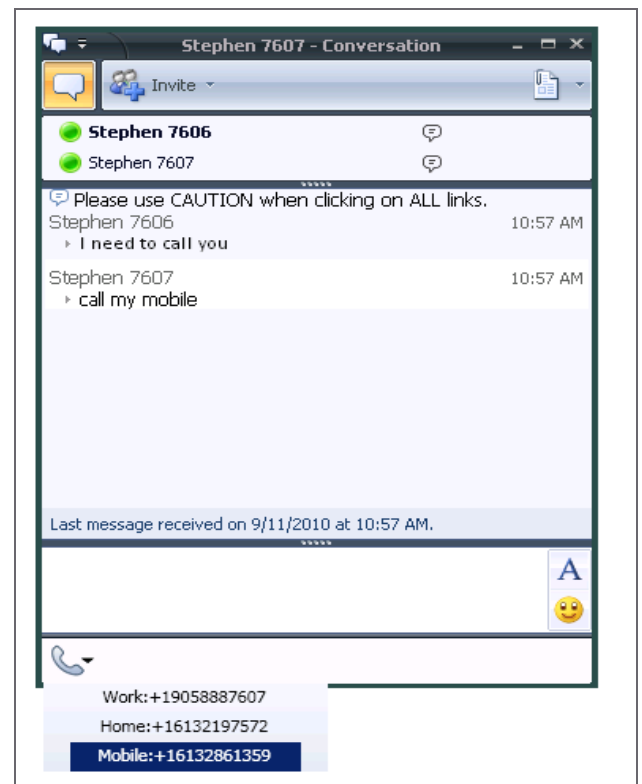 Stephen 7607 - Conversation
Invite
Stephen 7606
Stephen 7607
Please use CAUTION when clicking on ALL links.
Stephen 7606 10:57 AM
I need to call you
Stephen 7607 10:57 AM
call my mobile
Last message received on 9/11/2010 at 10:57 AM.
A
Work:+19058887607
Home:+16132197572
Mobile:+16132861359